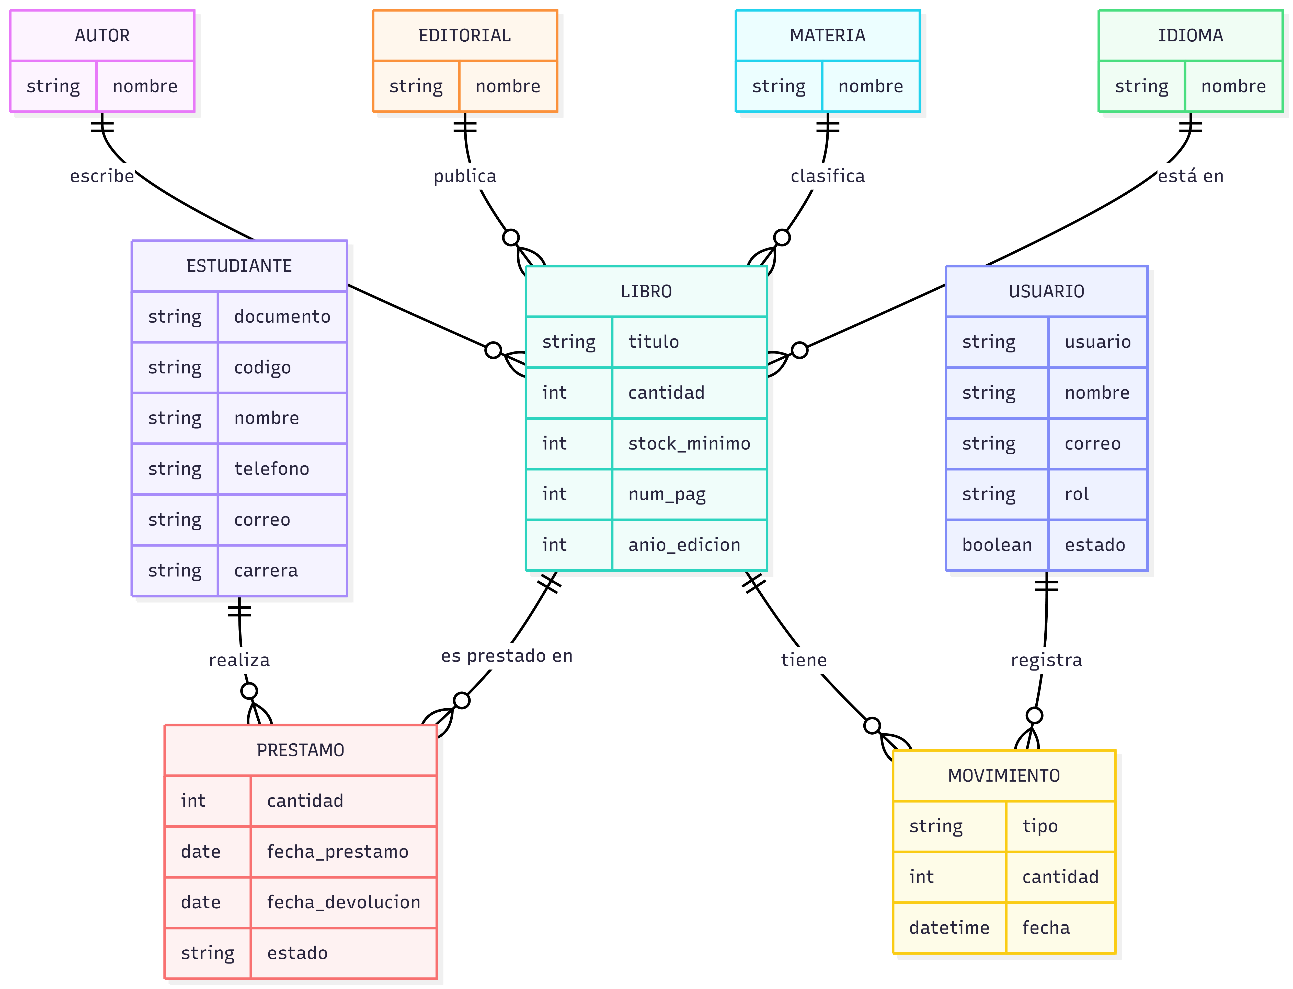 AUTOR
string nombre
EDITORIAL
string nombre
MATERIA
string nombre
IDIOMA
string nombre
escribe
publica
clasifica
está en
ESTUDIANTE
string documento
string codigo
string nombre
string telefono
string correo
string carrera
LIBRO
string titulo
int cantidad
int stock_minimo
int num_pag
int anio_edicion
USUARIO
string usuario
string nombre
string correo
string rol
boolean estado
realiza
es prestado en
tiene
registra
PRESTAMO
int cantidad
date fecha_prestamo
date fecha_devolucion
string estado
MOVIMIENTO
string tipo
int cantidad
datetime fecha